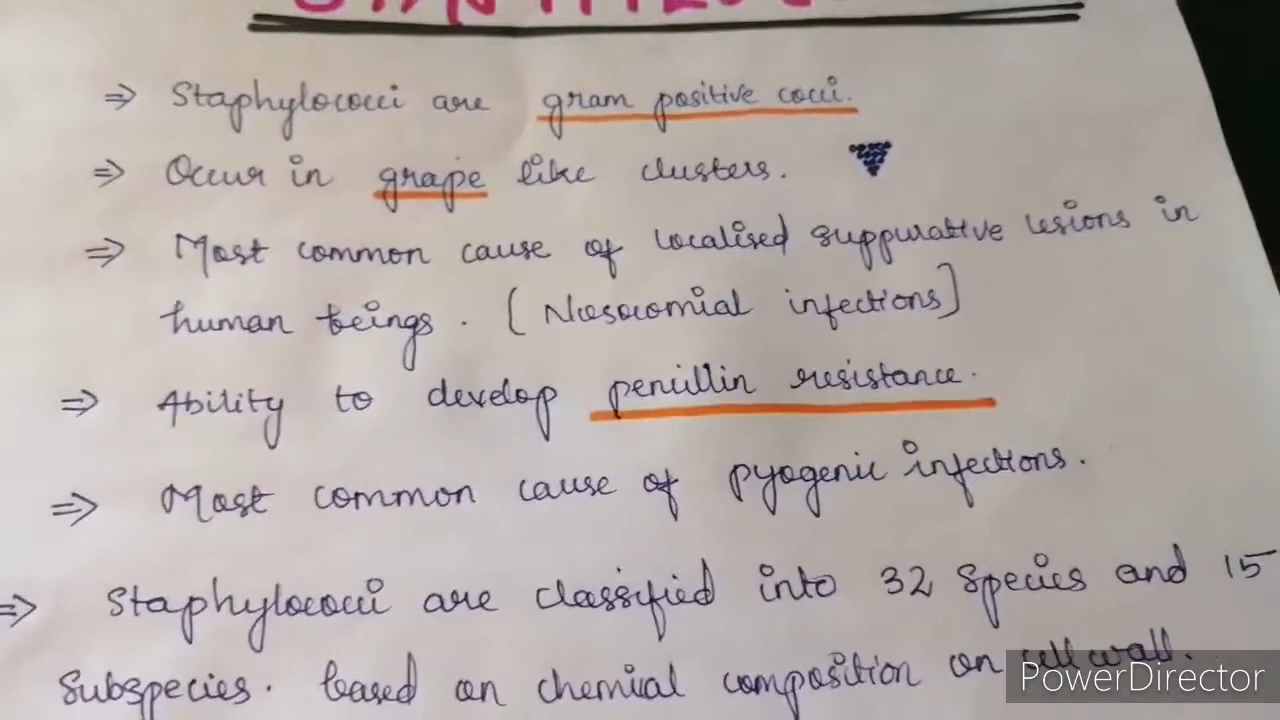 ⇒ Staphylococci are gram positive cocci.
⇒ Occur in grape like clusters.
⇒ Most common cause of localised suppurative lesions in
human beings. [Nosocomial infections]
⇒ Ability to develop penicillin resistance.
⇒ Most common cause of pyogenic infections.
⇒ Staphylococci are classified into 32 species and 15
Subspecies. based on chemical composition on cell wall.
PowerDirector